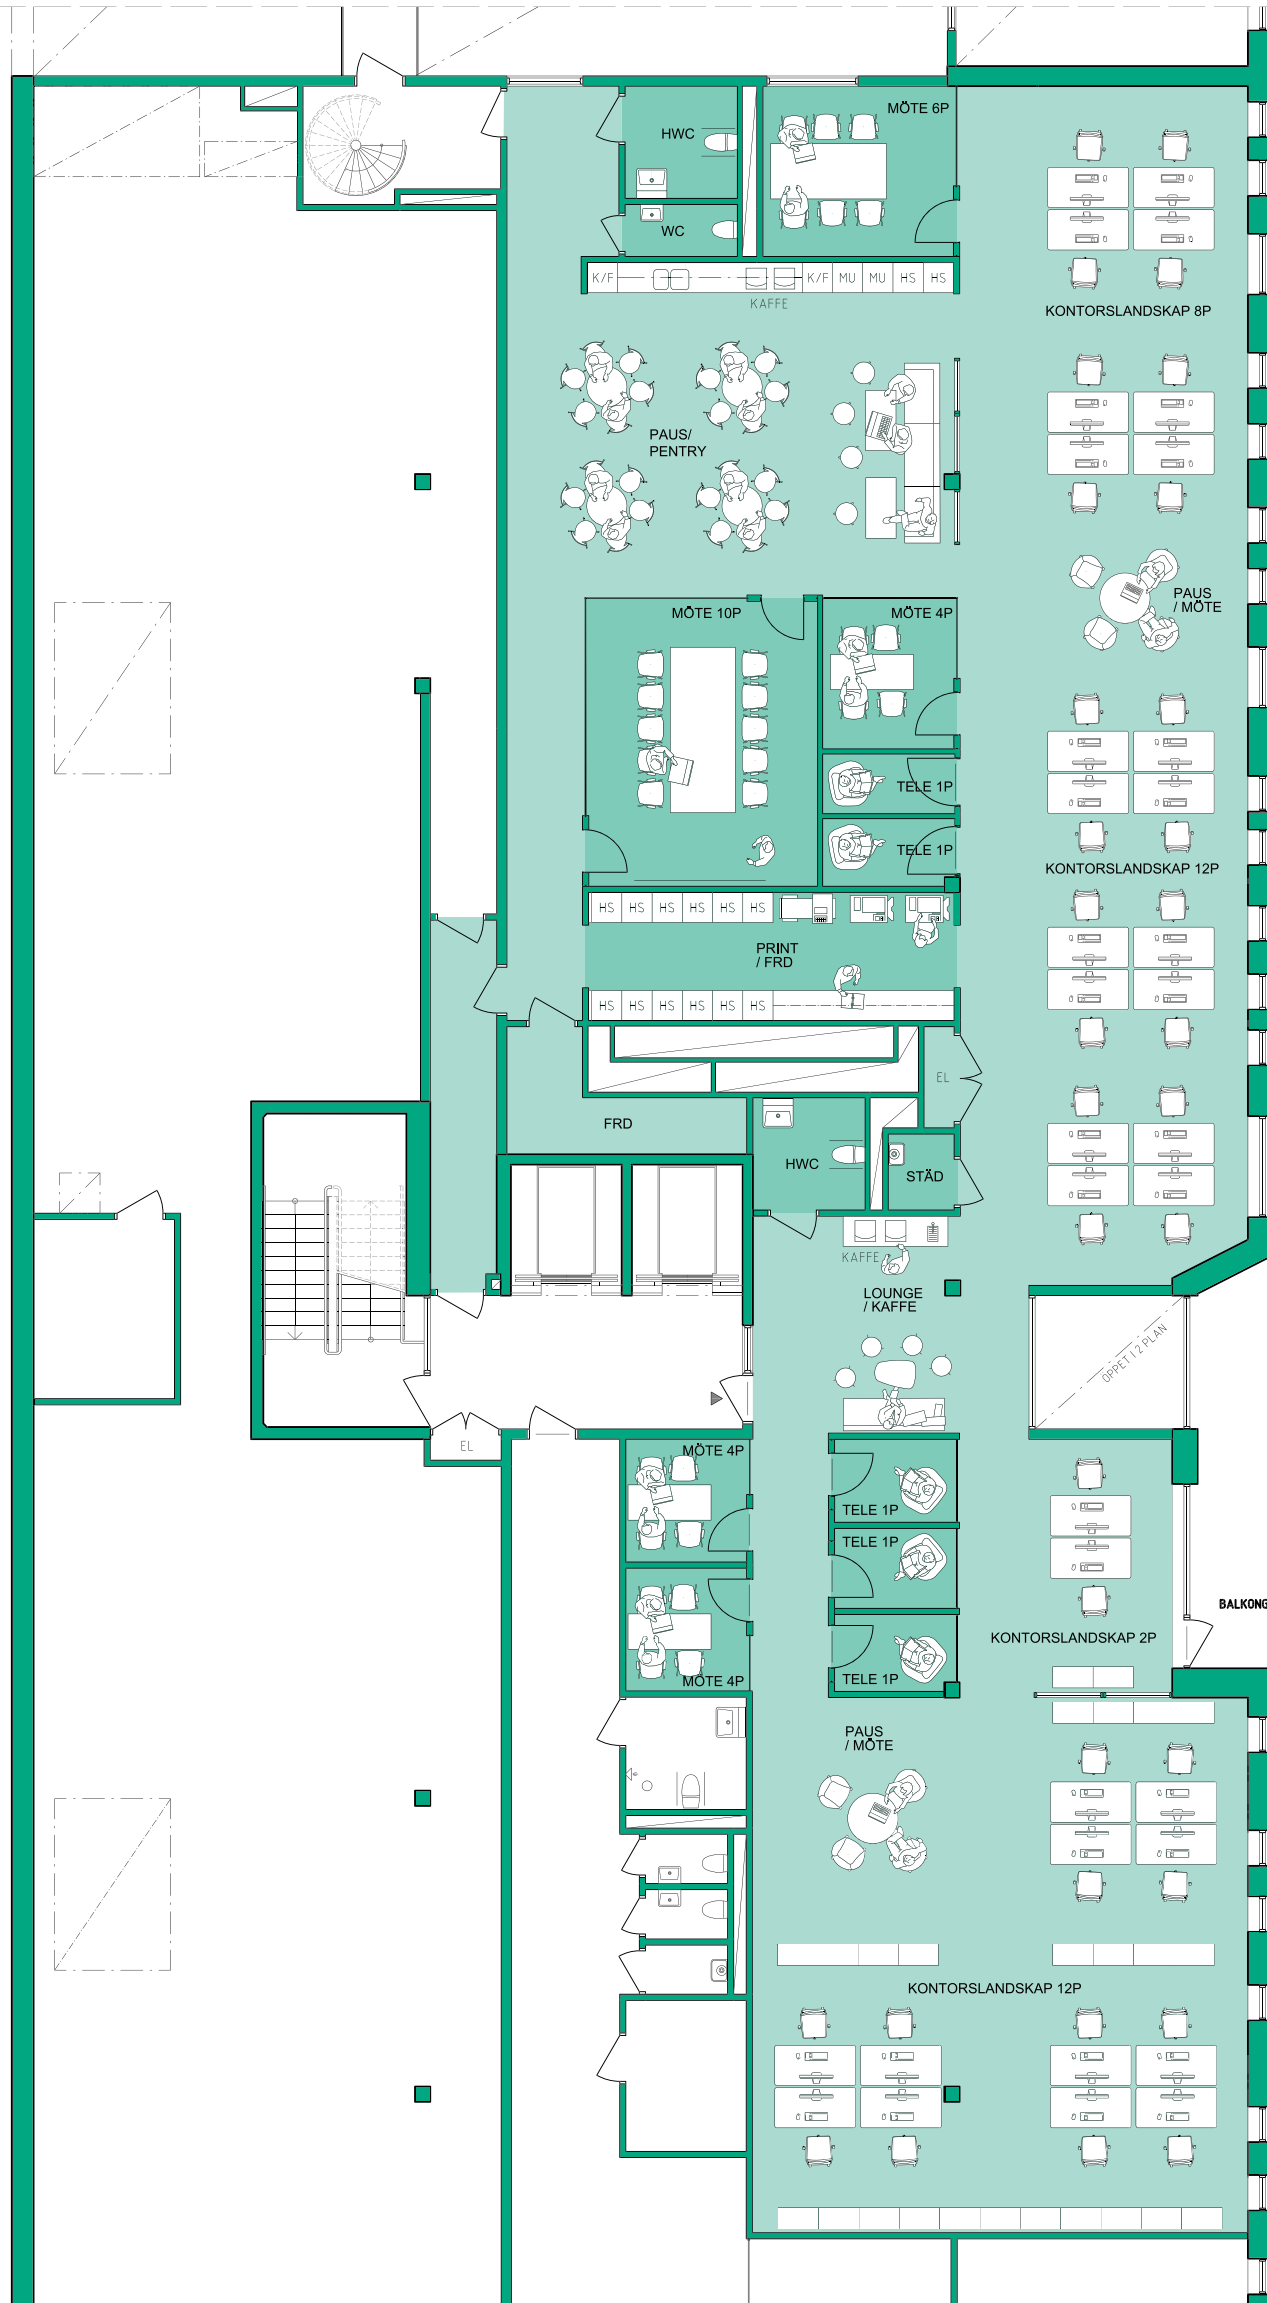 MÖTE 6P
HWC
WC
K/F
K/F
MU
MU
HS
HS
KAFFE
KONTORSLANDSKAP 8P
PAUS/
PENTRY
PAUS
/ MÖTE
MÖTE 10P
MÖTE 4P
TELE 1P
TELE 1P
KONTORSLANDSKAP 12P
HS
HS
HS
HS
HS
HS
PRINT
/ FRD
HS
HS
HS
HS
HS
HS
EL
FRD
HWC
STÄD
KAFFE
LOUNGE
/ KAFFE
ÖPPET I 2 PLAN
EL
MÖTE 4P
TELE 1P
TELE 1P
BALKONG
KONTORSLANDSKAP 2P
MÖTE 4P
TELE 1P
PAUS
/ MÖTE
KONTORSLANDSKAP 12P